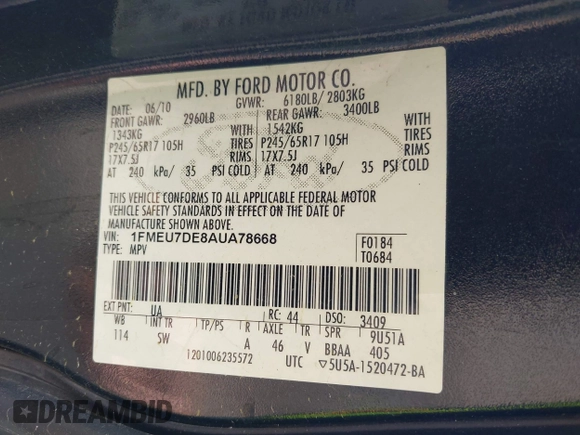 MFD. BY FORD MOTOR CO.
DATE: 06/10 GVWR: 6180LB/ 2803KG
FRONT GAWR: 2960LB REAR GAWR: 3400LB
1343KG WITH 1542KG WITH
P245/65R17 105H TIRES P245/65R17 105H TIRES
17X7.5J RIMS 17X7.5J RIMS
AT 240 kPa/ 35 PSI COLD AT 240 kPa/ 35 PSI COLD
THIS VEHICLE CONFORMS TO ALL APPLICABLE FEDERAL MOTOR
VEHICLE SAFETY STANDARDS IN EFFECT ON THE DATE OF
MANUFACTURE SHOWN ABOVE.
VIN: 1FMEU7DE8AUA78668 F0184
TYPE: MPV T0684
EXT PNT: UA RC: 44 DSO: 3409
WB INT TR TP/PS R AXLE TR SPR 9U51A
114 SW A 46 V BBAA 405
1201006235572 UTC ▽5U5A-1520472-BA
DREAMBID